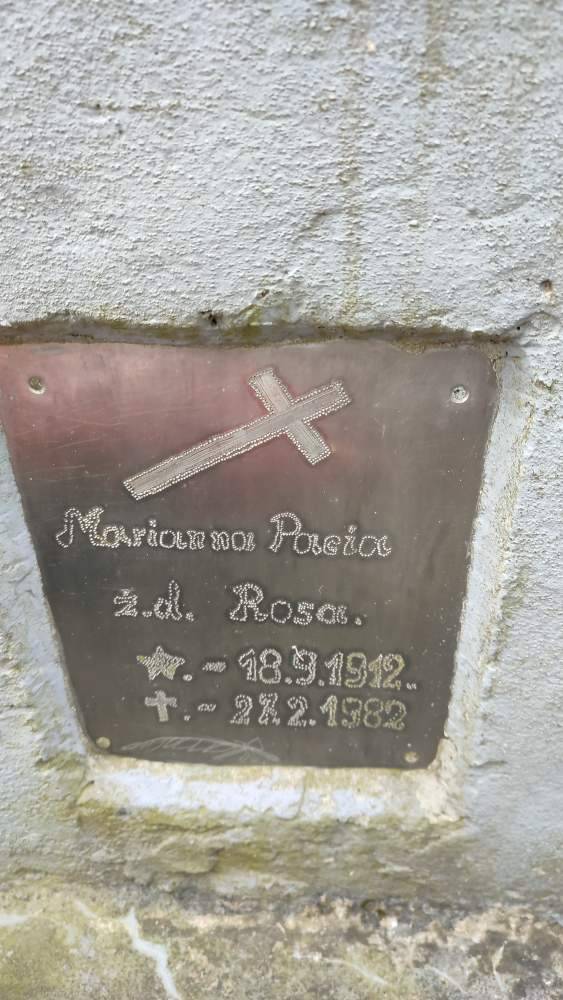 Marianna Pacia
ż.d. Rosa.
. - 18.9.1912.
. - 27.2.1982